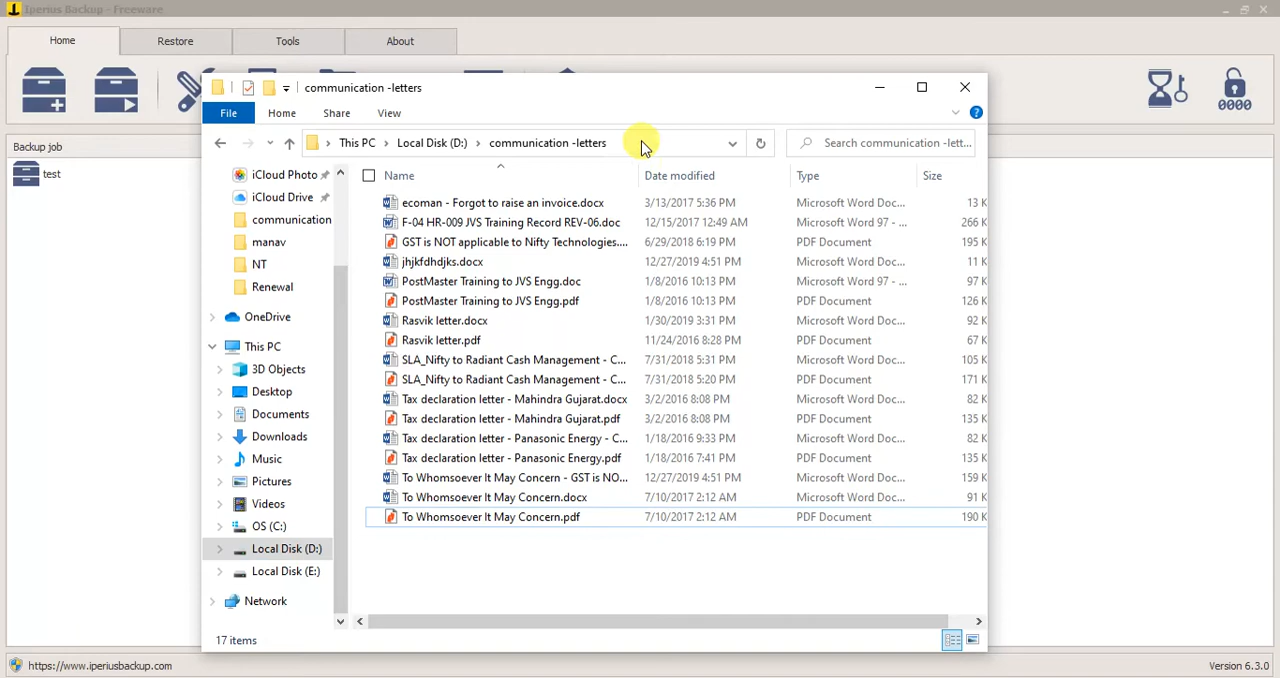 Iperius Backup - Freeware
Home
Restore
Tools
About
0000
Backup job
test
communication -letters
File
Home
Share
View
This PC
Local Disk (D:)
communication -letters
Search communication -lett...
iCloud Photo
iCloud Drive
communication
manav
NT
Renewal
OneDrive
This PC
3D Objects
Desktop
Documents
Downloads
Music
Pictures
Videos
OS (C:)
Local Disk (D:)
Local Disk (E:)
Network
Name Date modified Type Size
ecoman - Forgot to raise an invoice.docx 3/13/2017 5:36 PM Microsoft Word Doc... 13 K
F-04 HR-009 JVS Training Record REV-06.doc 12/15/2017 12:49 AM Microsoft Word 97 - ... 266 K
GST is NOT applicable to Nifty Technologies.... 6/29/2018 6:19 PM PDF Document 195 K
jhjkfdhdjks.docx 12/27/2019 4:51 PM Microsoft Word Doc... 11 K
PostMaster Training to JVS Engg.doc 1/8/2016 10:13 PM Microsoft Word 97 - ... 97 K
PostMaster Training to JVS Engg.pdf 1/8/2016 10:13 PM PDF Document 126 K
Rasvik letter.docx 1/30/2019 3:31 PM Microsoft Word Doc... 92 K
Rasvik letter.pdf 11/24/2016 8:28 PM PDF Document 67 K
SLA_Nifty to Radiant Cash Management - C... 7/31/2018 5:31 PM Microsoft Word Doc... 105 K
SLA_Nifty to Radiant Cash Management - C... 7/31/2018 5:20 PM PDF Document 171 K
Tax declaration letter - Mahindra Gujarat.docx 3/2/2016 8:08 PM Microsoft Word Doc... 82 K
Tax declaration letter - Mahindra Gujarat.pdf 3/2/2016 8:08 PM PDF Document 135 K
Tax declaration letter - Panasonic Energy - C... 1/18/2016 9:33 PM Microsoft Word Doc... 82 K
Tax declaration letter - Panasonic Energy.pdf 1/18/2016 7:41 PM PDF Document 135 K
To Whomsoever It May Concern - GST is NO... 12/27/2019 4:51 PM Microsoft Word Doc... 159 K
To Whomsoever It May Concern.docx 7/10/2017 2:12 AM Microsoft Word Doc... 91 K
To Whomsoever It May Concern.pdf 7/10/2017 2:12 AM PDF Document 190 K
17 items
https://www.iperiusbackup.com
Version 6.3.0